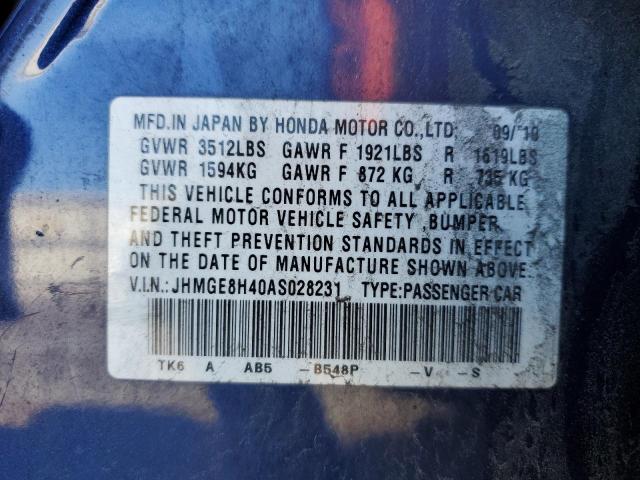 MFD.IN JAPAN BY HONDA MOTOR CO.,LTD. 09/10
GVWR 3512LBS GAWR F 1921LBS R 1619LBS
GVWR 1594KG GAWR F 872 KG R 735 KG
THIS VEHICLE CONFORMS TO ALL APPLICABLE
FEDERAL MOTOR VEHICLE SAFETY ,BUMPER
AND THEFT PREVENTION STANDARDS IN EFFECT
ON THE DATE OF MANUFACTURE SHOWN ABOVE.
V.I.N.: JHMGE8H40AS028231 TYPE:PASSENGER CAR
TK6 A AB5 -B548P -V -S